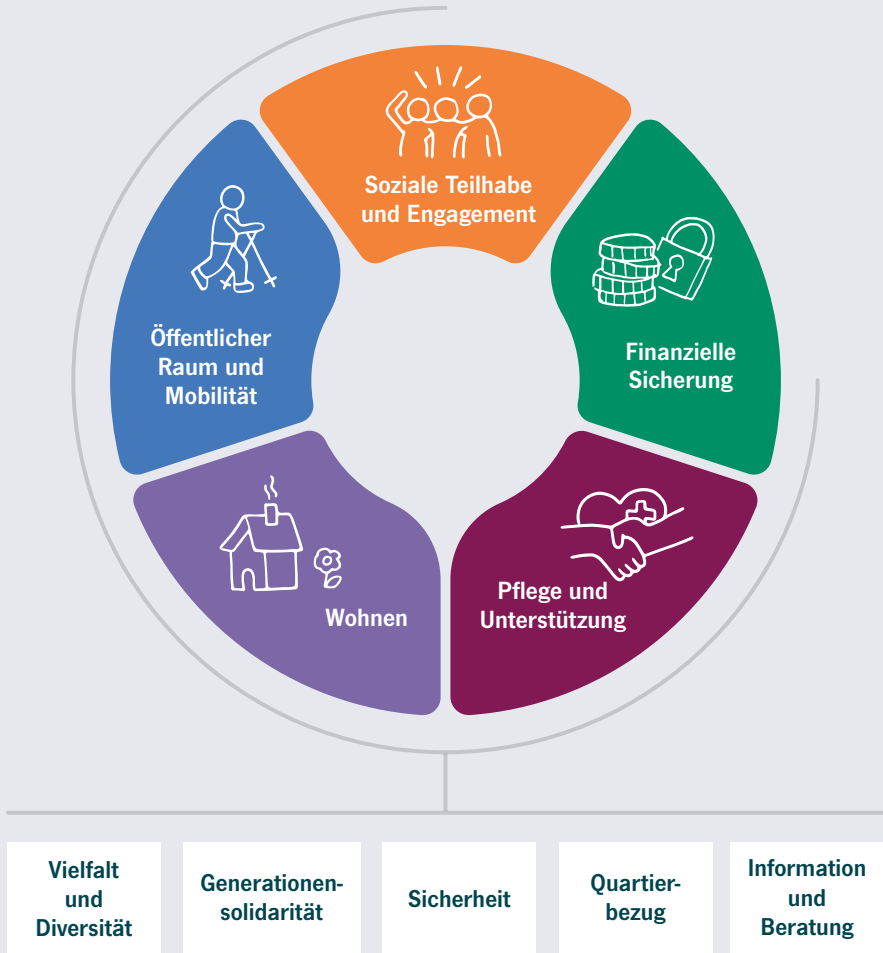 Soziale Teilhabe
und Engagement
Öffentlicher
Raum und
Mobilität
Finanzielle
Sicherung
Wohnen
Pflege und
Unterstützung
Vielfalt
und
Diversität
Generationen-
solidarität
Sicherheit
Quartier-
bezug
Information
und
Beratung